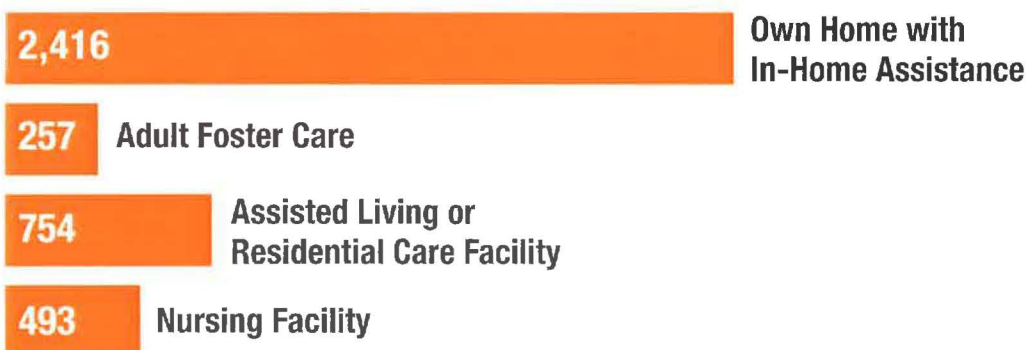 2,416
Own Home with
In-Home Assistance
257
Adult Foster Care
754
Assisted Living or
Residential Care Facility
493
Nursing Facility